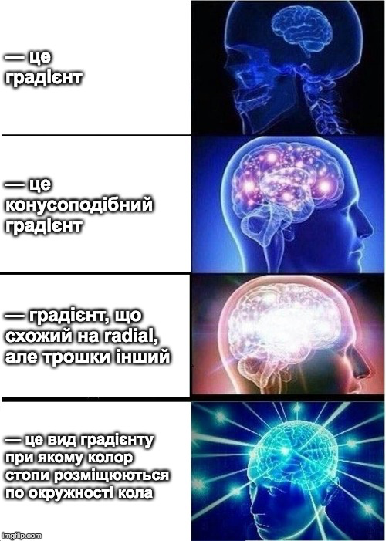 — це
градієнт
— це
конусоподібний
градієнт
— градієнт, що
схожий на radial,
але трошки інший
— це вид градієнту
при якому колор
стопи розміщюються
по окружності кола
imgflip.com